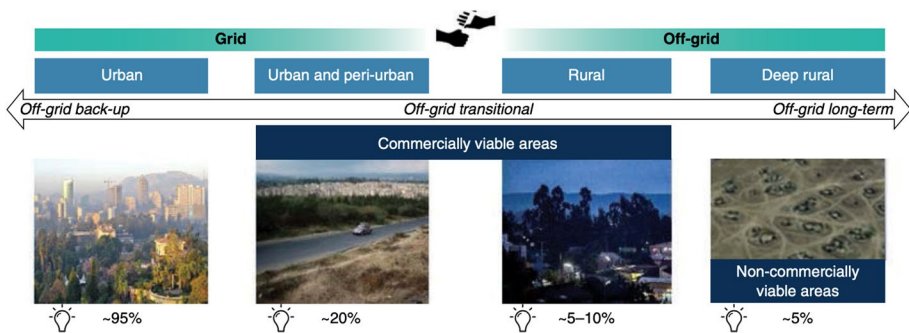 Grid
Off-grid
Urban
Urban and peri-urban
Rural
Deep rural
Off-grid back-up
Off-grid transitional
Off-grid long-term
Commercially viable areas
Non-commercially
viable areas
~95%
~20%
~5–10%
~5%